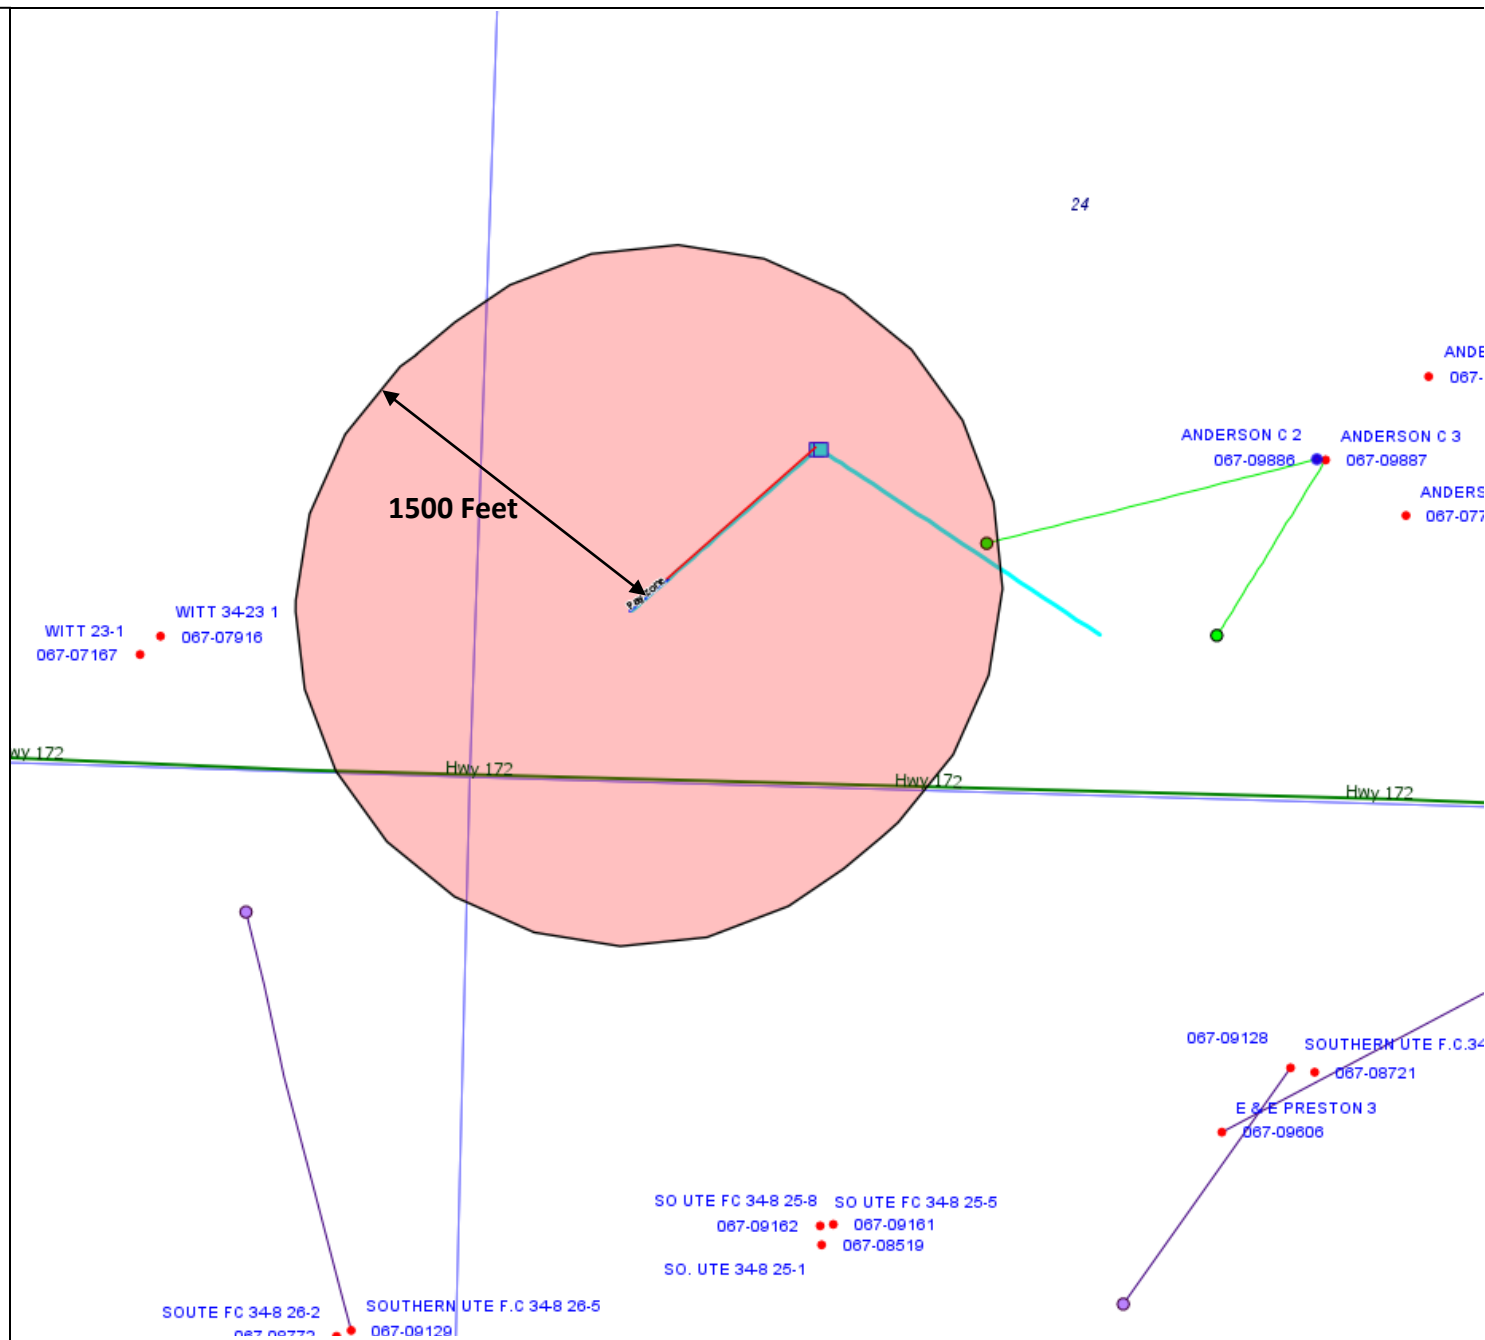 24
ANDE
067-
ANDERSON C 2
ANDERSON C 3
067-09886
067-09887
ANDERS
067-077
1500 Feet
WITT 34-23 1
WITT 23-1
067-07916
067-07167
wy 172
Hwy 172
Hwy 172
Hwy 172
067-09128
SOUTHERN UTE F.C.34
067-08721
E & E PRESTON 3
067-09606
SO UTE FC 34-8 25-8
SO UTE FC 34-8 25-5
067-09162
067-09161
067-08519
SO. UTE 34-8 25-1
SOUTHERN UTE F.C 34-8 26-5
SOUTE FC 34-8 26-2
067-09129
067-08772